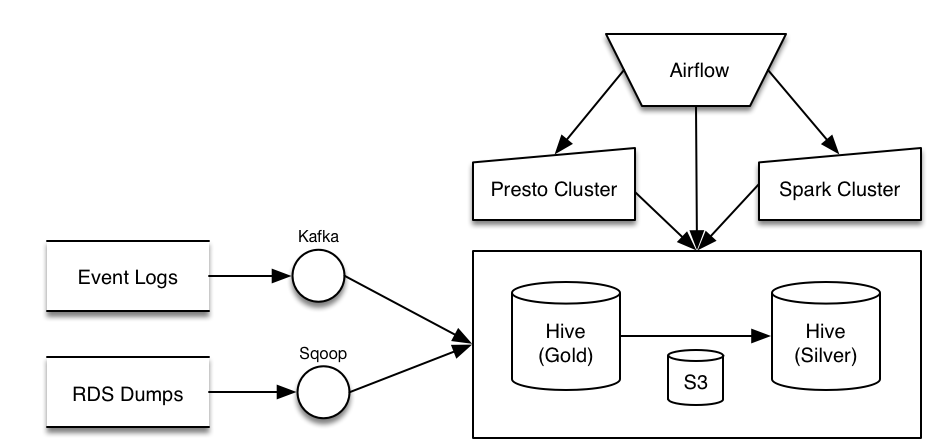 Airflow
Presto Cluster
Spark Cluster
Kafka
Event Logs
Sqoop
RDS Dumps
Hive
(Gold)
Hive
(Silver)
S3